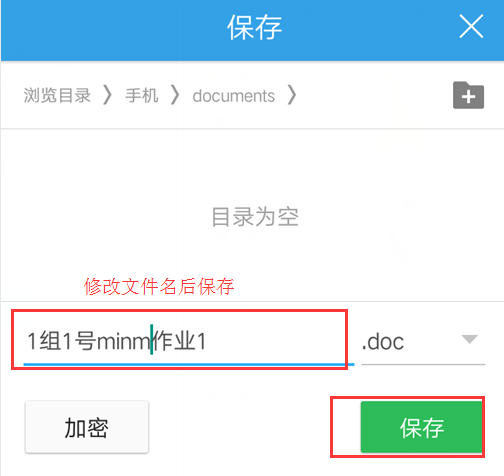 保存
浏览目录 手机 documents
目录为空
修改文件名后保存
1组1号minm作业1 .doc
加密 保存